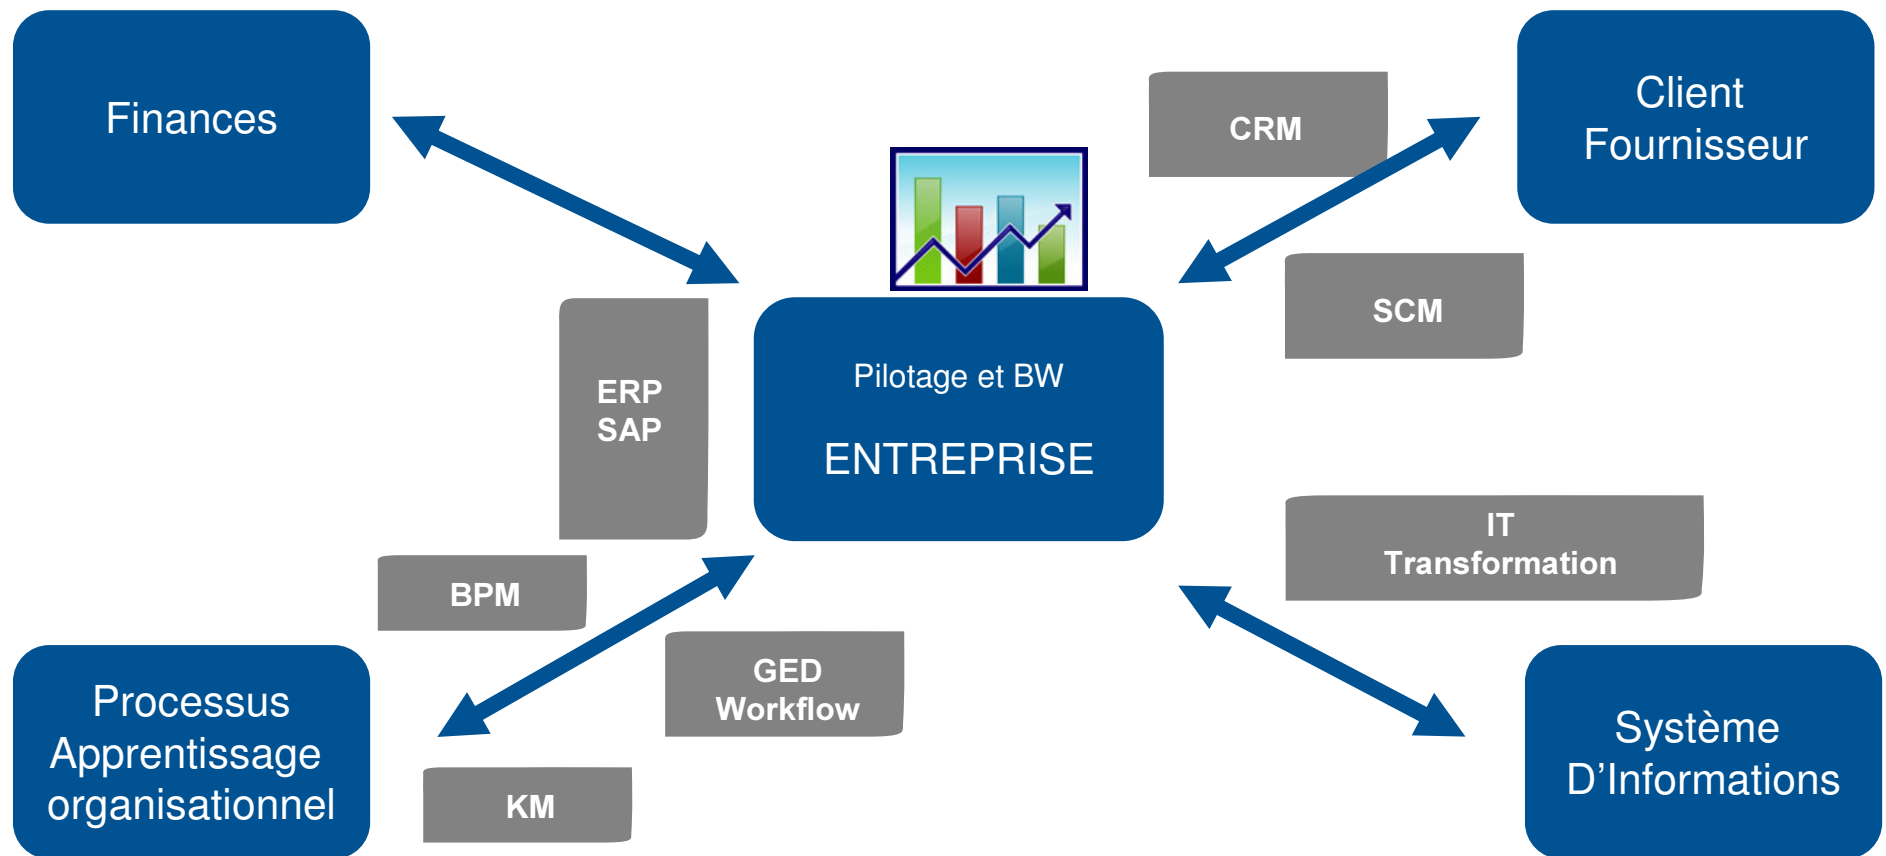 Finances
Client
Fournisseur
CRM
SCM
ERP
SAP
Pilotage et BW
ENTREPRISE
IT
Transformation
BPM
GED
Workflow
KM
Processus
Apprentissage
organisationnel
Système
D’Informations